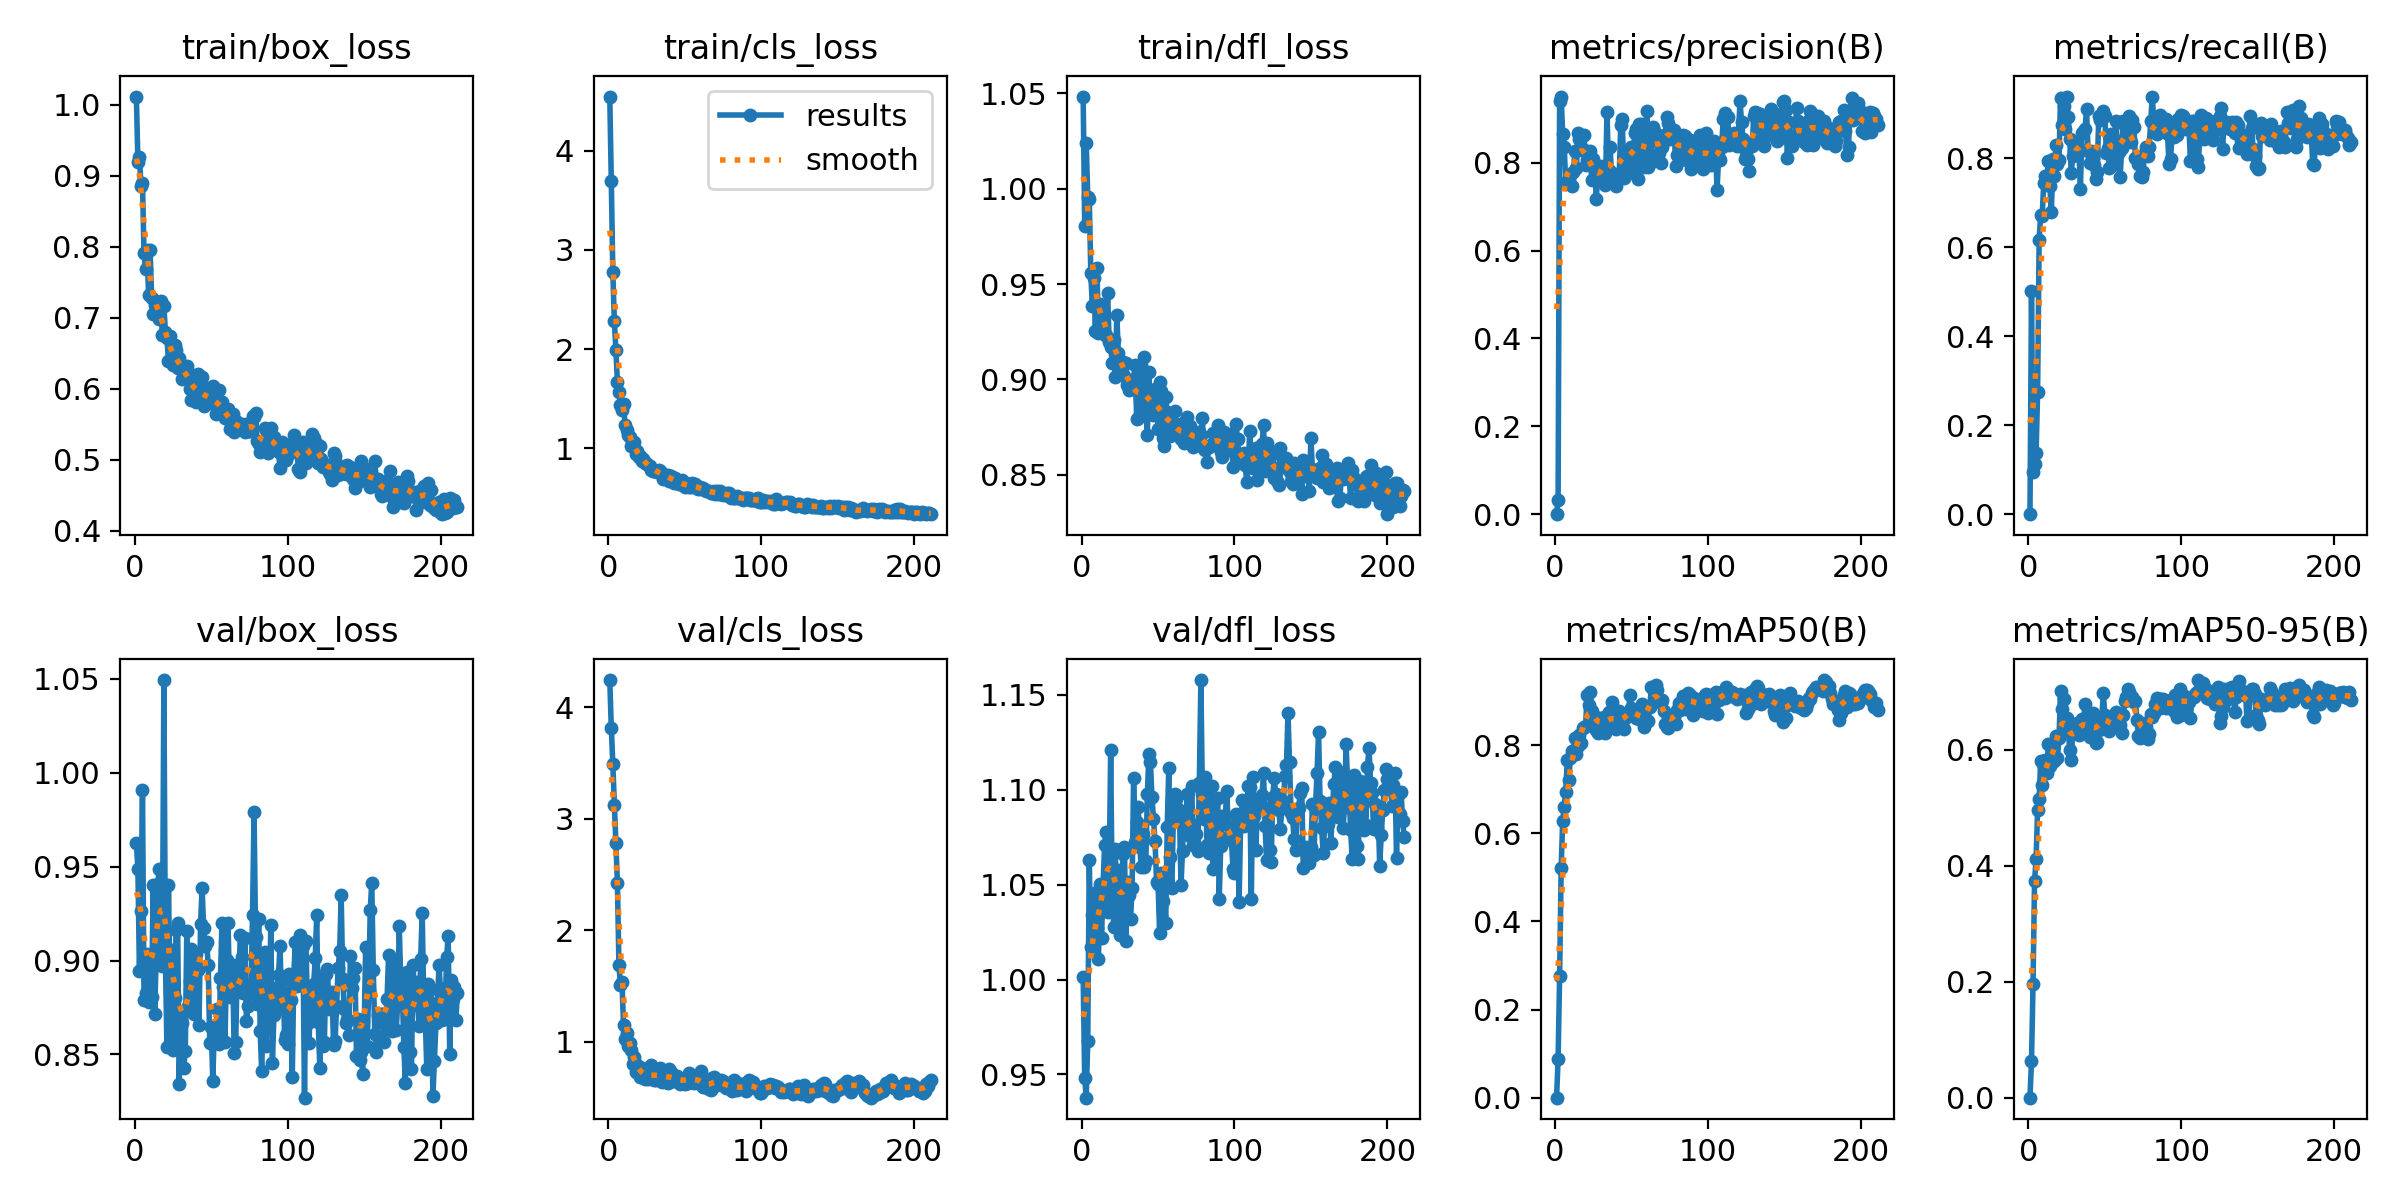 train/box_loss
1.0
0.9
0.8
0.7
0.6
0.5
0.4
0 100 200
train/cls_loss
results
smooth
4
3
2
1
0 100 200
train/dfl_loss
1.05
1.00
0.95
0.90
0.85
0 100 200
metrics/precision(B)
0.8
0.6
0.4
0.2
0.0
0 100 200
metrics/recall(B)
0.8
0.6
0.4
0.2
0.0
0 100 200
val/box_loss
1.05
1.00
0.95
0.90
0.85
0 100 200
val/cls_loss
4
3
2
1
0 100 200
val/dfl_loss
1.15
1.10
1.05
1.00
0.95
0 100 200
metrics/mAP50(B)
0.8
0.6
0.4
0.2
0.0
0 100 200
metrics/mAP50-95(B)
0.6
0.4
0.2
0.0
0 100 200